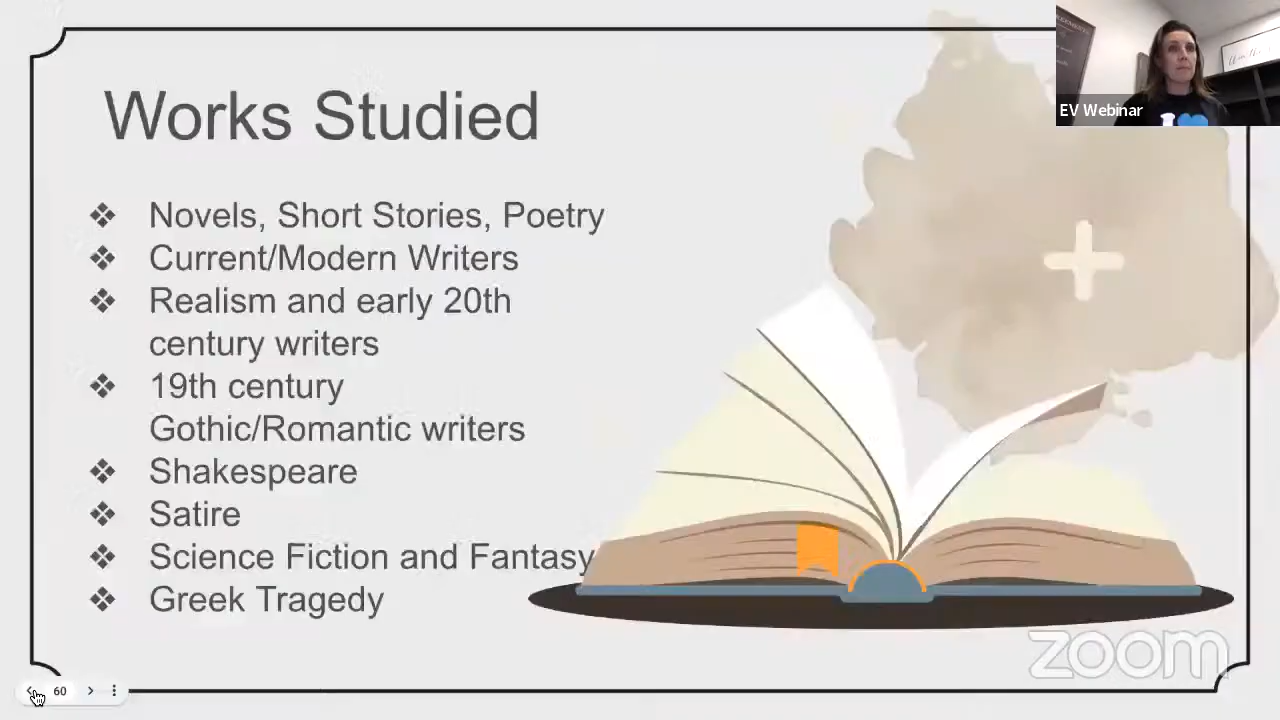 Works Studied
❖ Novels, Short Stories, Poetry
❖ Current/Modern Writers
❖ Realism and early 20th
century writers
❖ 19th century
Gothic/Romantic writers
❖ Shakespeare
❖ Satire
❖ Science Fiction and Fantasy
❖ Greek Tragedy
EV Webinar
I
zoom
60